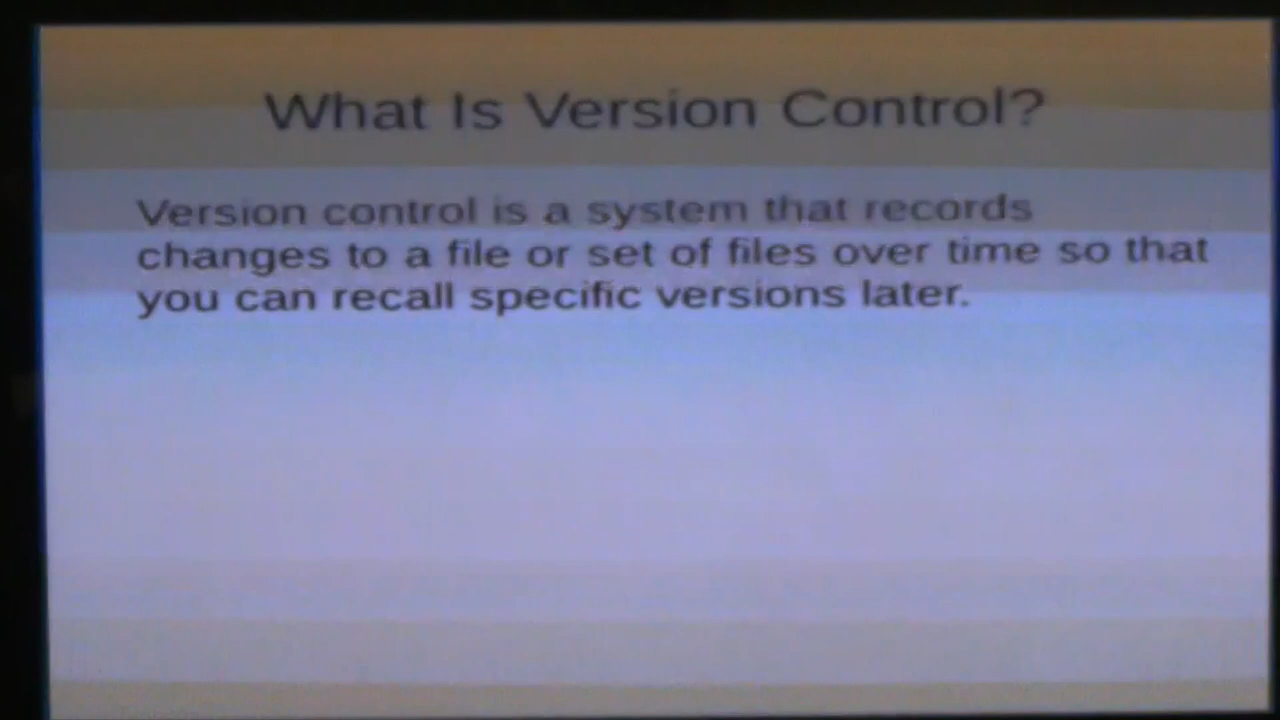 What Is Version Control?
Version control is a system that records
changes to a file or set of files over time so that
you can recall specific versions later.